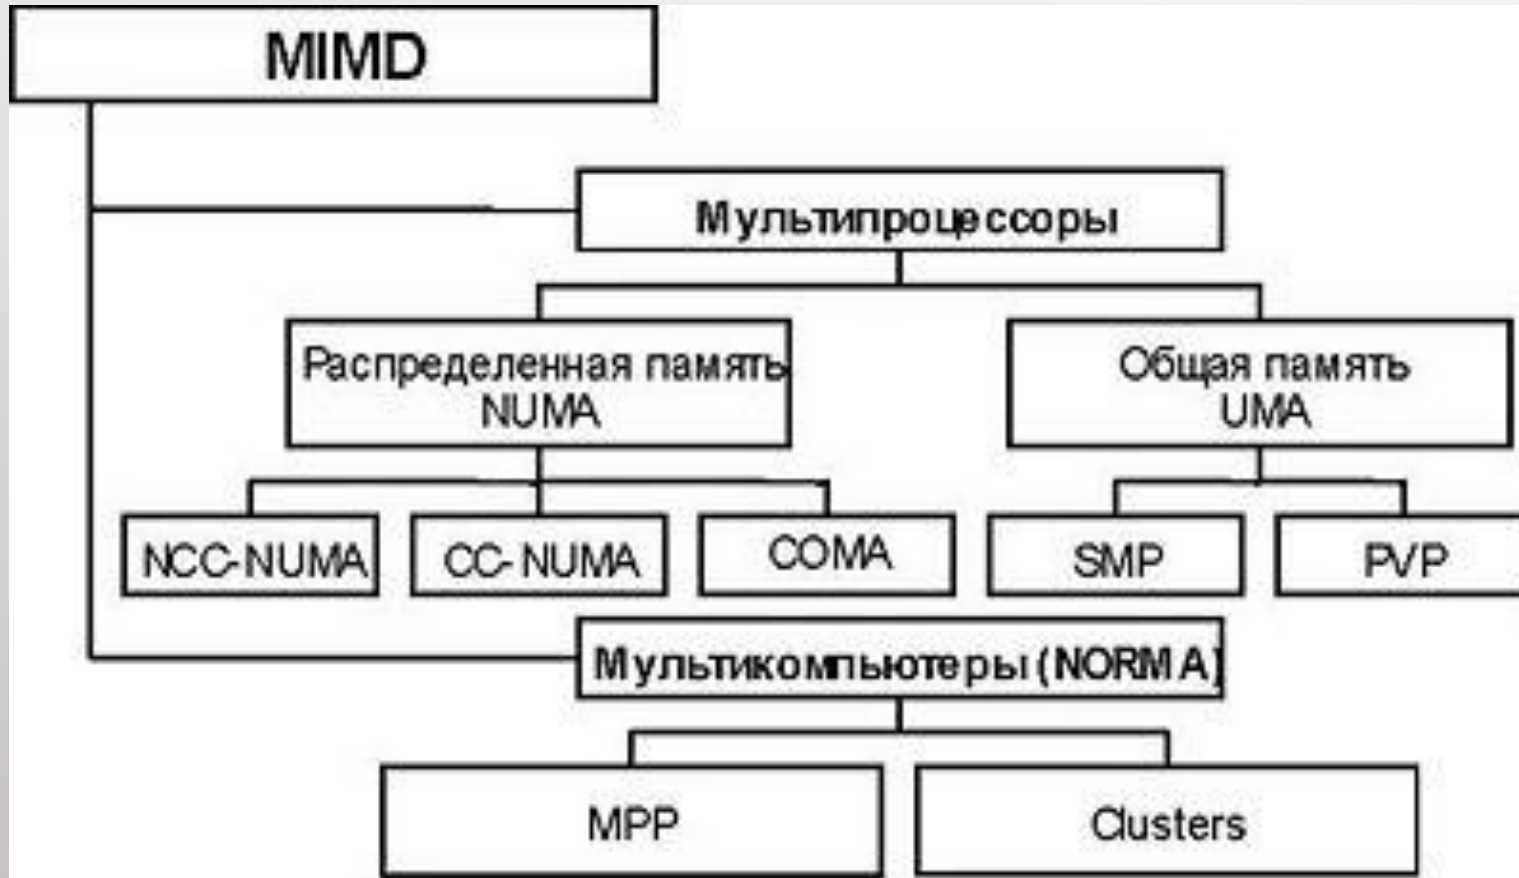 MIMD
Мультипроцессоры
Распределенная память
NUMA
Общая память
UMA
NCC-NUMA
CC-NUMA
COMA
SMP
PVP
Мультикомпьютеры (NORMA)
MPP
Clusters